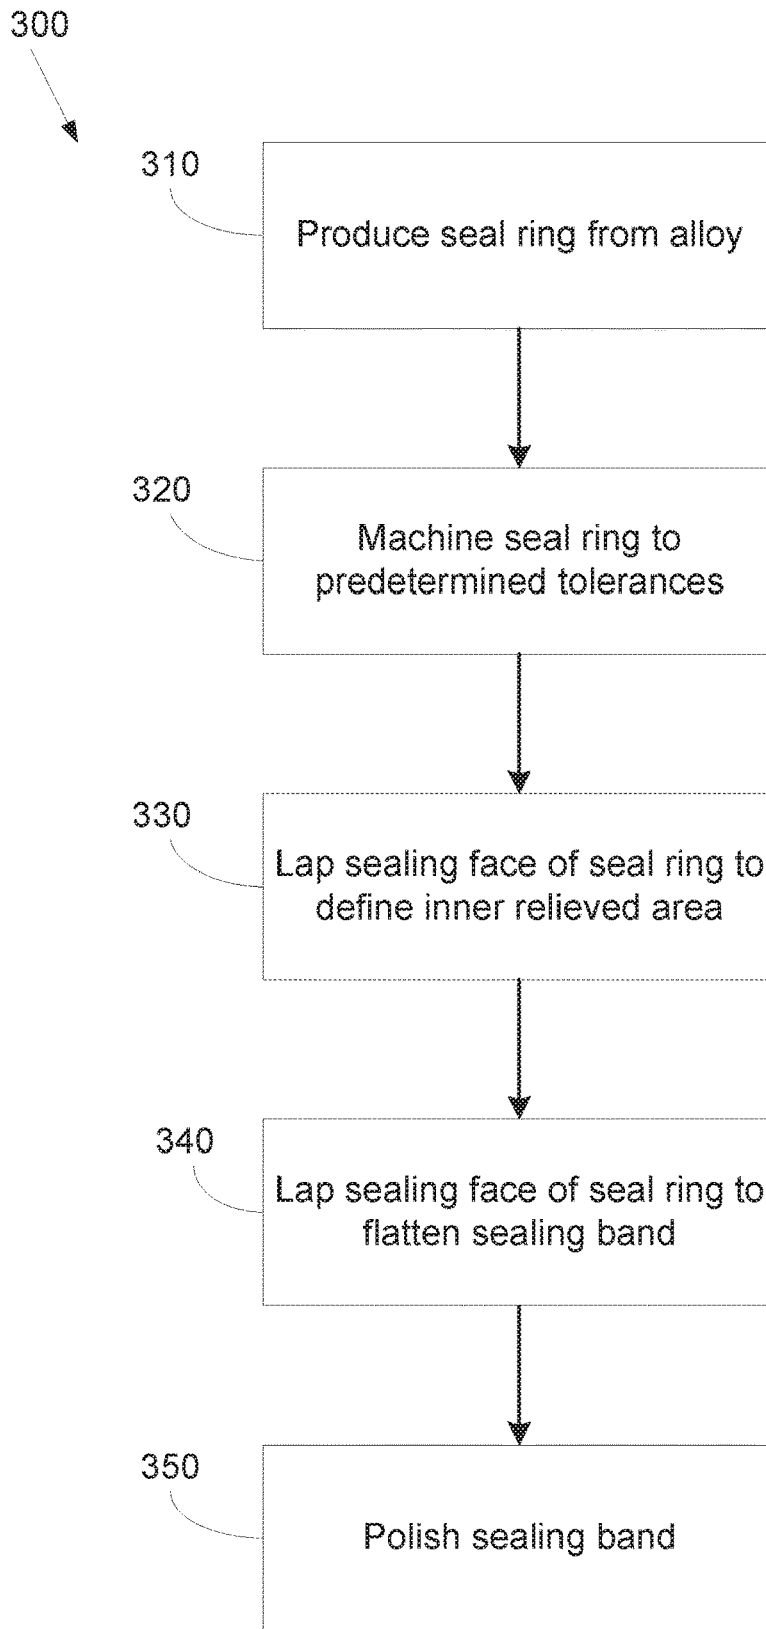 300
310
Produce seal ring from alloy
320
Machine seal ring to
predetermined tolerances
330
Lap sealing face of seal ring to
define inner relieved area
340
Lap sealing face of seal ring to
flatten sealing band
350
Polish sealing band